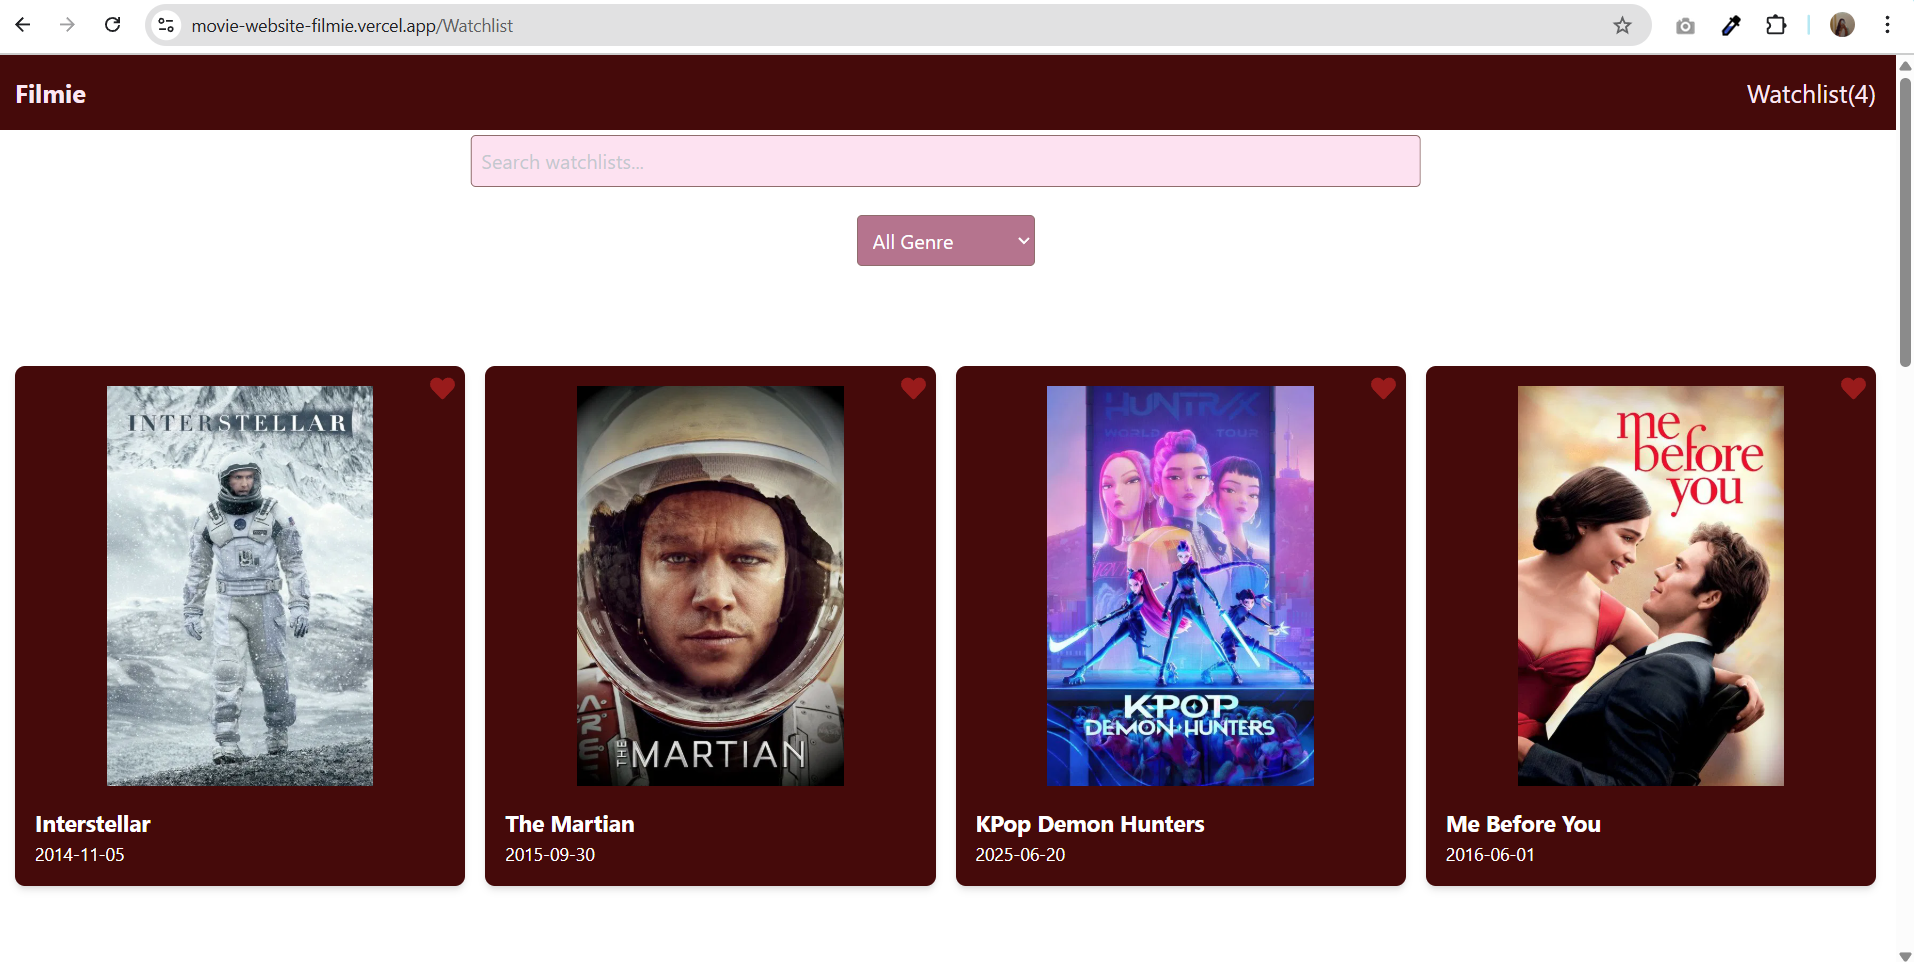 movie-website-filmie.vercel.app/Watchlist
Filmie
Watchlist(4)
Search watchlists...
All Genre
INTERSTELLAR
THE MARTIAN
HUNTR/X
WORLD TOUR
KPOP
DEMON HUNTERS
me
before
you
Interstellar
2014-11-05
The Martian
2015-09-30
KPop Demon Hunters
2025-06-20
Me Before You
2016-06-01